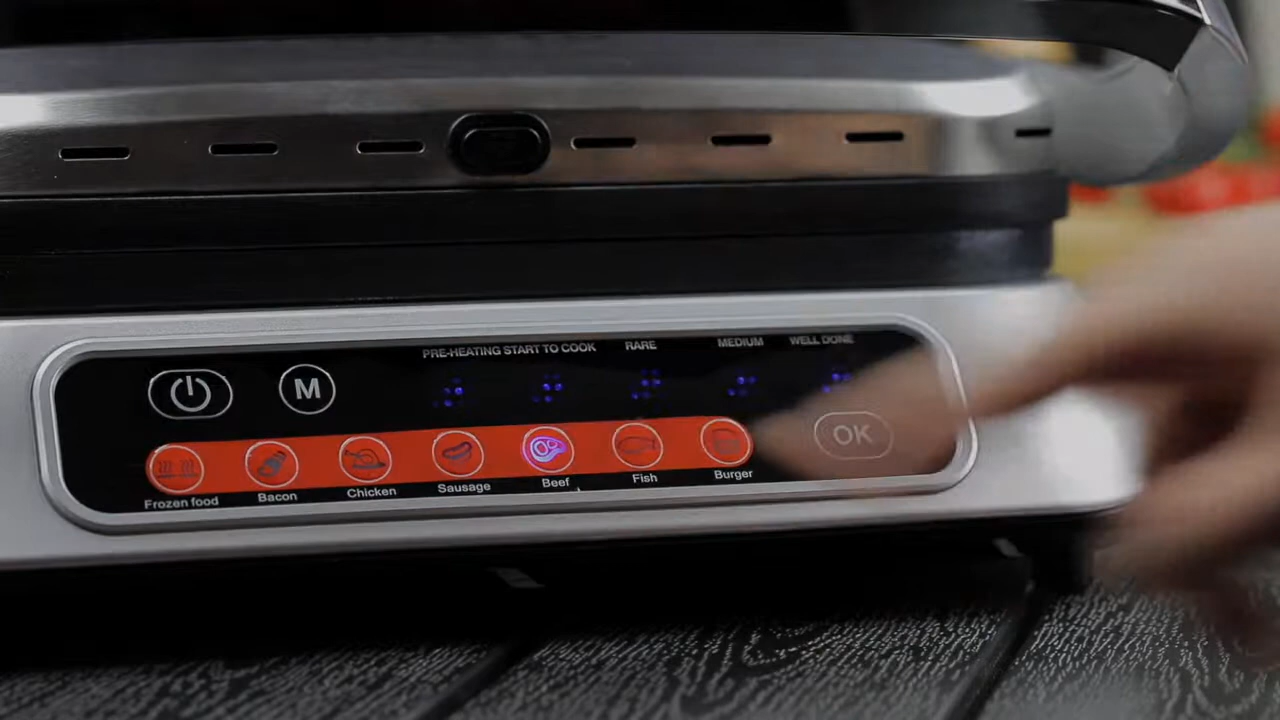 PRE-HEATING START TO COOK RARE MEDIUM WELL DONE
M
OK
Frozen food Bacon Chicken Sausage Beef Fish Burger